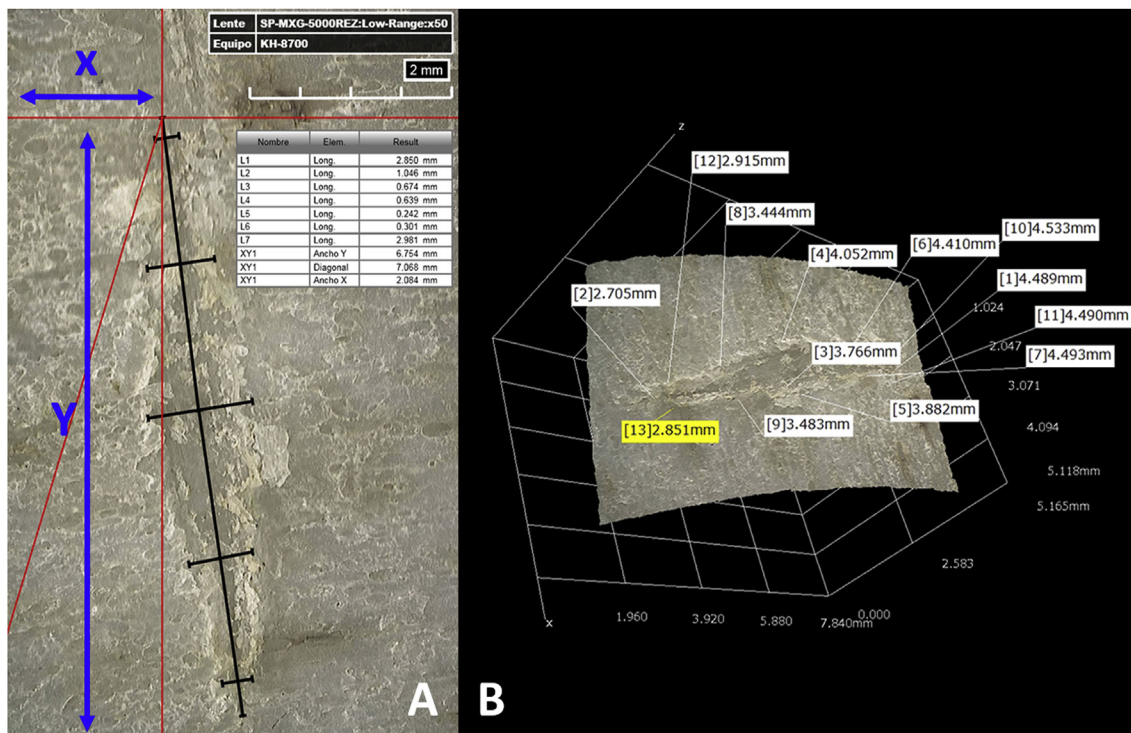 Lente SP-MXG-5000REZ:Low-Range:x50
Equipo KH-8700
2 mm
X
Nombre Elem. Result
L1 Long. 2.850 mm
L2 Long. 1.046 mm
L3 Long. 0.674 mm
L4 Long. 0.639 mm
L5 Long. 0.242 mm
L6 Long. 0.301 mm
L7 Long. 2.981 mm
XY1 Ancho Y 6.754 mm
XY1 Diagonal 7.068 mm
XY1 Ancho X 2.084 mm
Y
A
z
[12]2.915mm
[8]3.444mm
[10]4.533mm
[4]4.052mm
[6]4.410mm
[1]4.489mm
[2]2.705mm
1.024
[11]4.490mm
2.047
[3]3.766mm
[7]4.493mm
3.071
[5]3.882mm
[13]2.851mm
[9]3.483mm
4.094
5.118mm
5.165mm
2.583
0.000
1.960
3.920
5.880
7.840mm
x
B